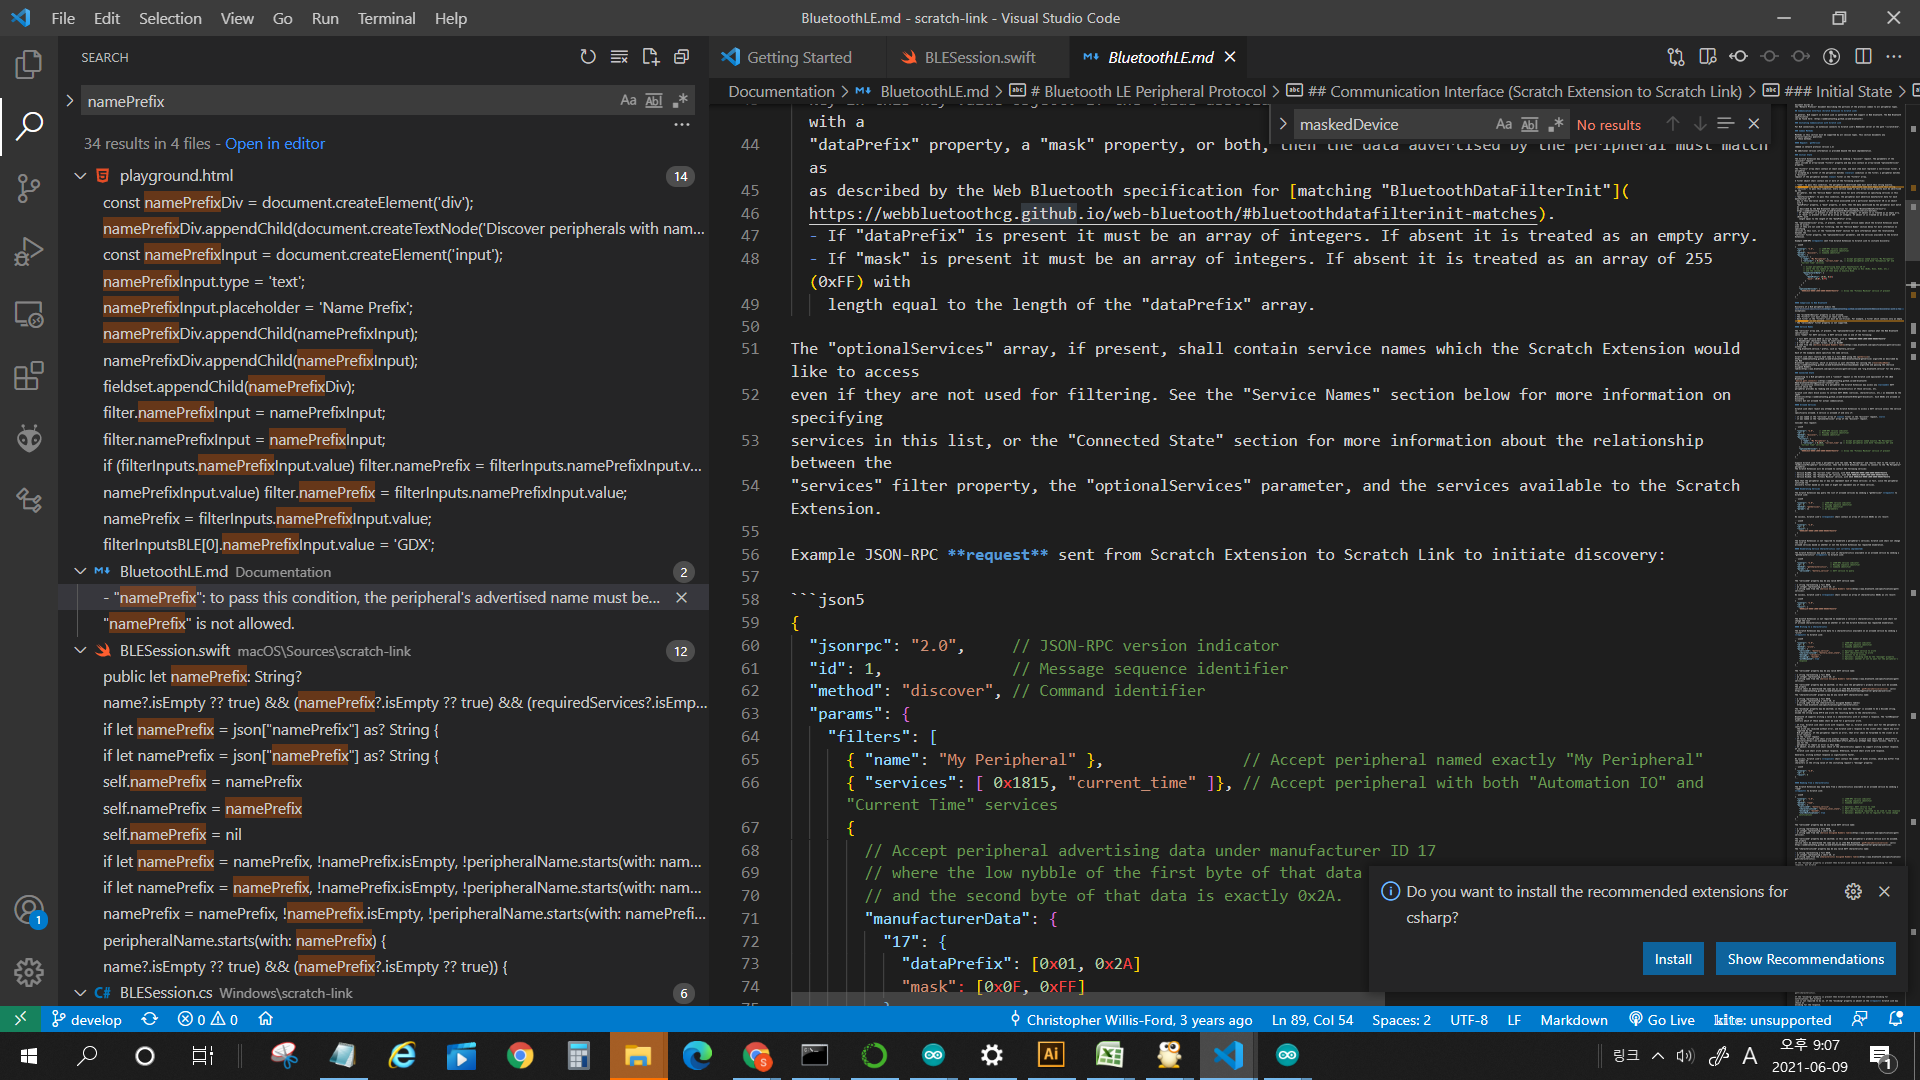 File Edit Selection View Go Run Terminal Help
BluetoothLE.md - scratch-link - Visual Studio Code
SEARCH
namePrefix
Aa Abl .*
34 results in 4 files - Open in editor
playground.html 14
const namePrefixDiv = document.createElement('div');
namePrefixDiv.appendChild(document.createTextNode('Discover peripherals with nam...
const namePrefixInput = document.createElement('input');
namePrefixInput.type = 'text';
namePrefixInput.placeholder = 'Name Prefix';
namePrefixDiv.appendChild(namePrefixInput);
namePrefixDiv.appendChild(namePrefixInput);
fieldset.appendChild(namePrefixDiv);
filter.namePrefixInput = namePrefixInput;
filter.namePrefixInput = namePrefixInput;
if (filterInputs.namePrefixInput.value) filter.namePrefix = filterInputs.namePrefixInput.v...
namePrefixInput.value) filter.namePrefix = filterInputs.namePrefixInput.value;
namePrefix = filterInputs.namePrefixInput.value;
filterInputsBLE[0].namePrefixInput.value = 'GDX';
BluetoothLE.md Documentation 2
- "namePrefix": to pass this condition, the peripheral's advertised name must be...
"namePrefix" is not allowed.
BLESession.swift macOS\Sources\scratch-link 12
public let namePrefix: String?
name?.isEmpty ?? true) && (namePrefix?.isEmpty ?? true) && (requiredServices?.isEmp...
if let namePrefix = json["namePrefix"] as? String {
if let namePrefix = json["namePrefix"] as? String {
self.namePrefix = namePrefix
self.namePrefix = namePrefix
self.namePrefix = nil
if let namePrefix = namePrefix, !namePrefix.isEmpty, !peripheralName.starts(with: nam...
if let namePrefix = namePrefix, !namePrefix.isEmpty, !peripheralName.starts(with: nam...
namePrefix = namePrefix, !namePrefix.isEmpty, !peripheralName.starts(with: namePrefi...
peripheralName.starts(with: namePrefix) {
name?.isEmpty ?? true) && (namePrefix?.isEmpty ?? true)) {
BLESession.cs Windows\scratch-link 6
Getting Started BLESession.swift BluetoothLE.md
Documentation > BluetoothLE.md > # Bluetooth LE Peripheral Protocol > ## Communication Interface (Scratch Extension to Scratch Link) > ### Initial State >
maskedDevice Aa Abl .* No results
with a
44 "dataPrefix" property, a "mask" property, or both, then the data advertised by the peripheral must match
as
45 as described by the Web Bluetooth specification for [matching "BluetoothDataFilterInit"](
46 https://webbluetoothcg.github.io/web-bluetooth/#bluetoothdatafilterinit-matches).
47 - If "dataPrefix" is present it must be an array of integers. If absent it is treated as an empty arry.
48 - If "mask" is present it must be an array of integers. If absent it is treated as an array of 255
(0xFF) with
49 length equal to the length of the "dataPrefix" array.
50
51 The "optionalServices" array, if present, shall contain service names which the Scratch Extension would
like to access
52 even if they are not used for filtering. See the "Service Names" section below for more information on
specifying
53 services in this list, or the "Connected State" section for more information about the relationship
between the
54 "services" filter property, the "optionalServices" parameter, and the services available to the Scratch
Extension.
55
56 Example JSON-RPC **request** sent from Scratch Extension to Scratch Link to initiate discovery:
57
58 ```json5
59 {
60 "jsonrpc": "2.0", // JSON-RPC version indicator
61 "id": 1, // Message sequence identifier
62 "method": "discover", // Command identifier
63 "params": {
64 "filters": [
65 { "name": "My Peripheral" }, // Accept peripheral named exactly "My Peripheral"
66 { "services": [ 0x1815, "current_time" ]}, // Accept peripheral with both "Automation IO" and
"Current Time" services
67 {
68 // Accept peripheral advertising data under manufacturer ID 17
69 // where the low nybble of the first byte of that data
70 // and the second byte of that data is exactly 0x2A.
71 "manufacturerData": {
72 "17": {
73 "dataPrefix": [0x01, 0x2A]
74 "mask": [0x0F, 0xFF]
Do you want to install the recommended extensions for
csharp?
Install Show Recommendations
1
develop 0 0 Christopher Willis-Ford, 3 years ago Ln 89, Col 54 Spaces: 2 UTF-8 LF Markdown Go Live kite: unsupported
Ai
링크 A 오후 9:07
2021-06-09 1